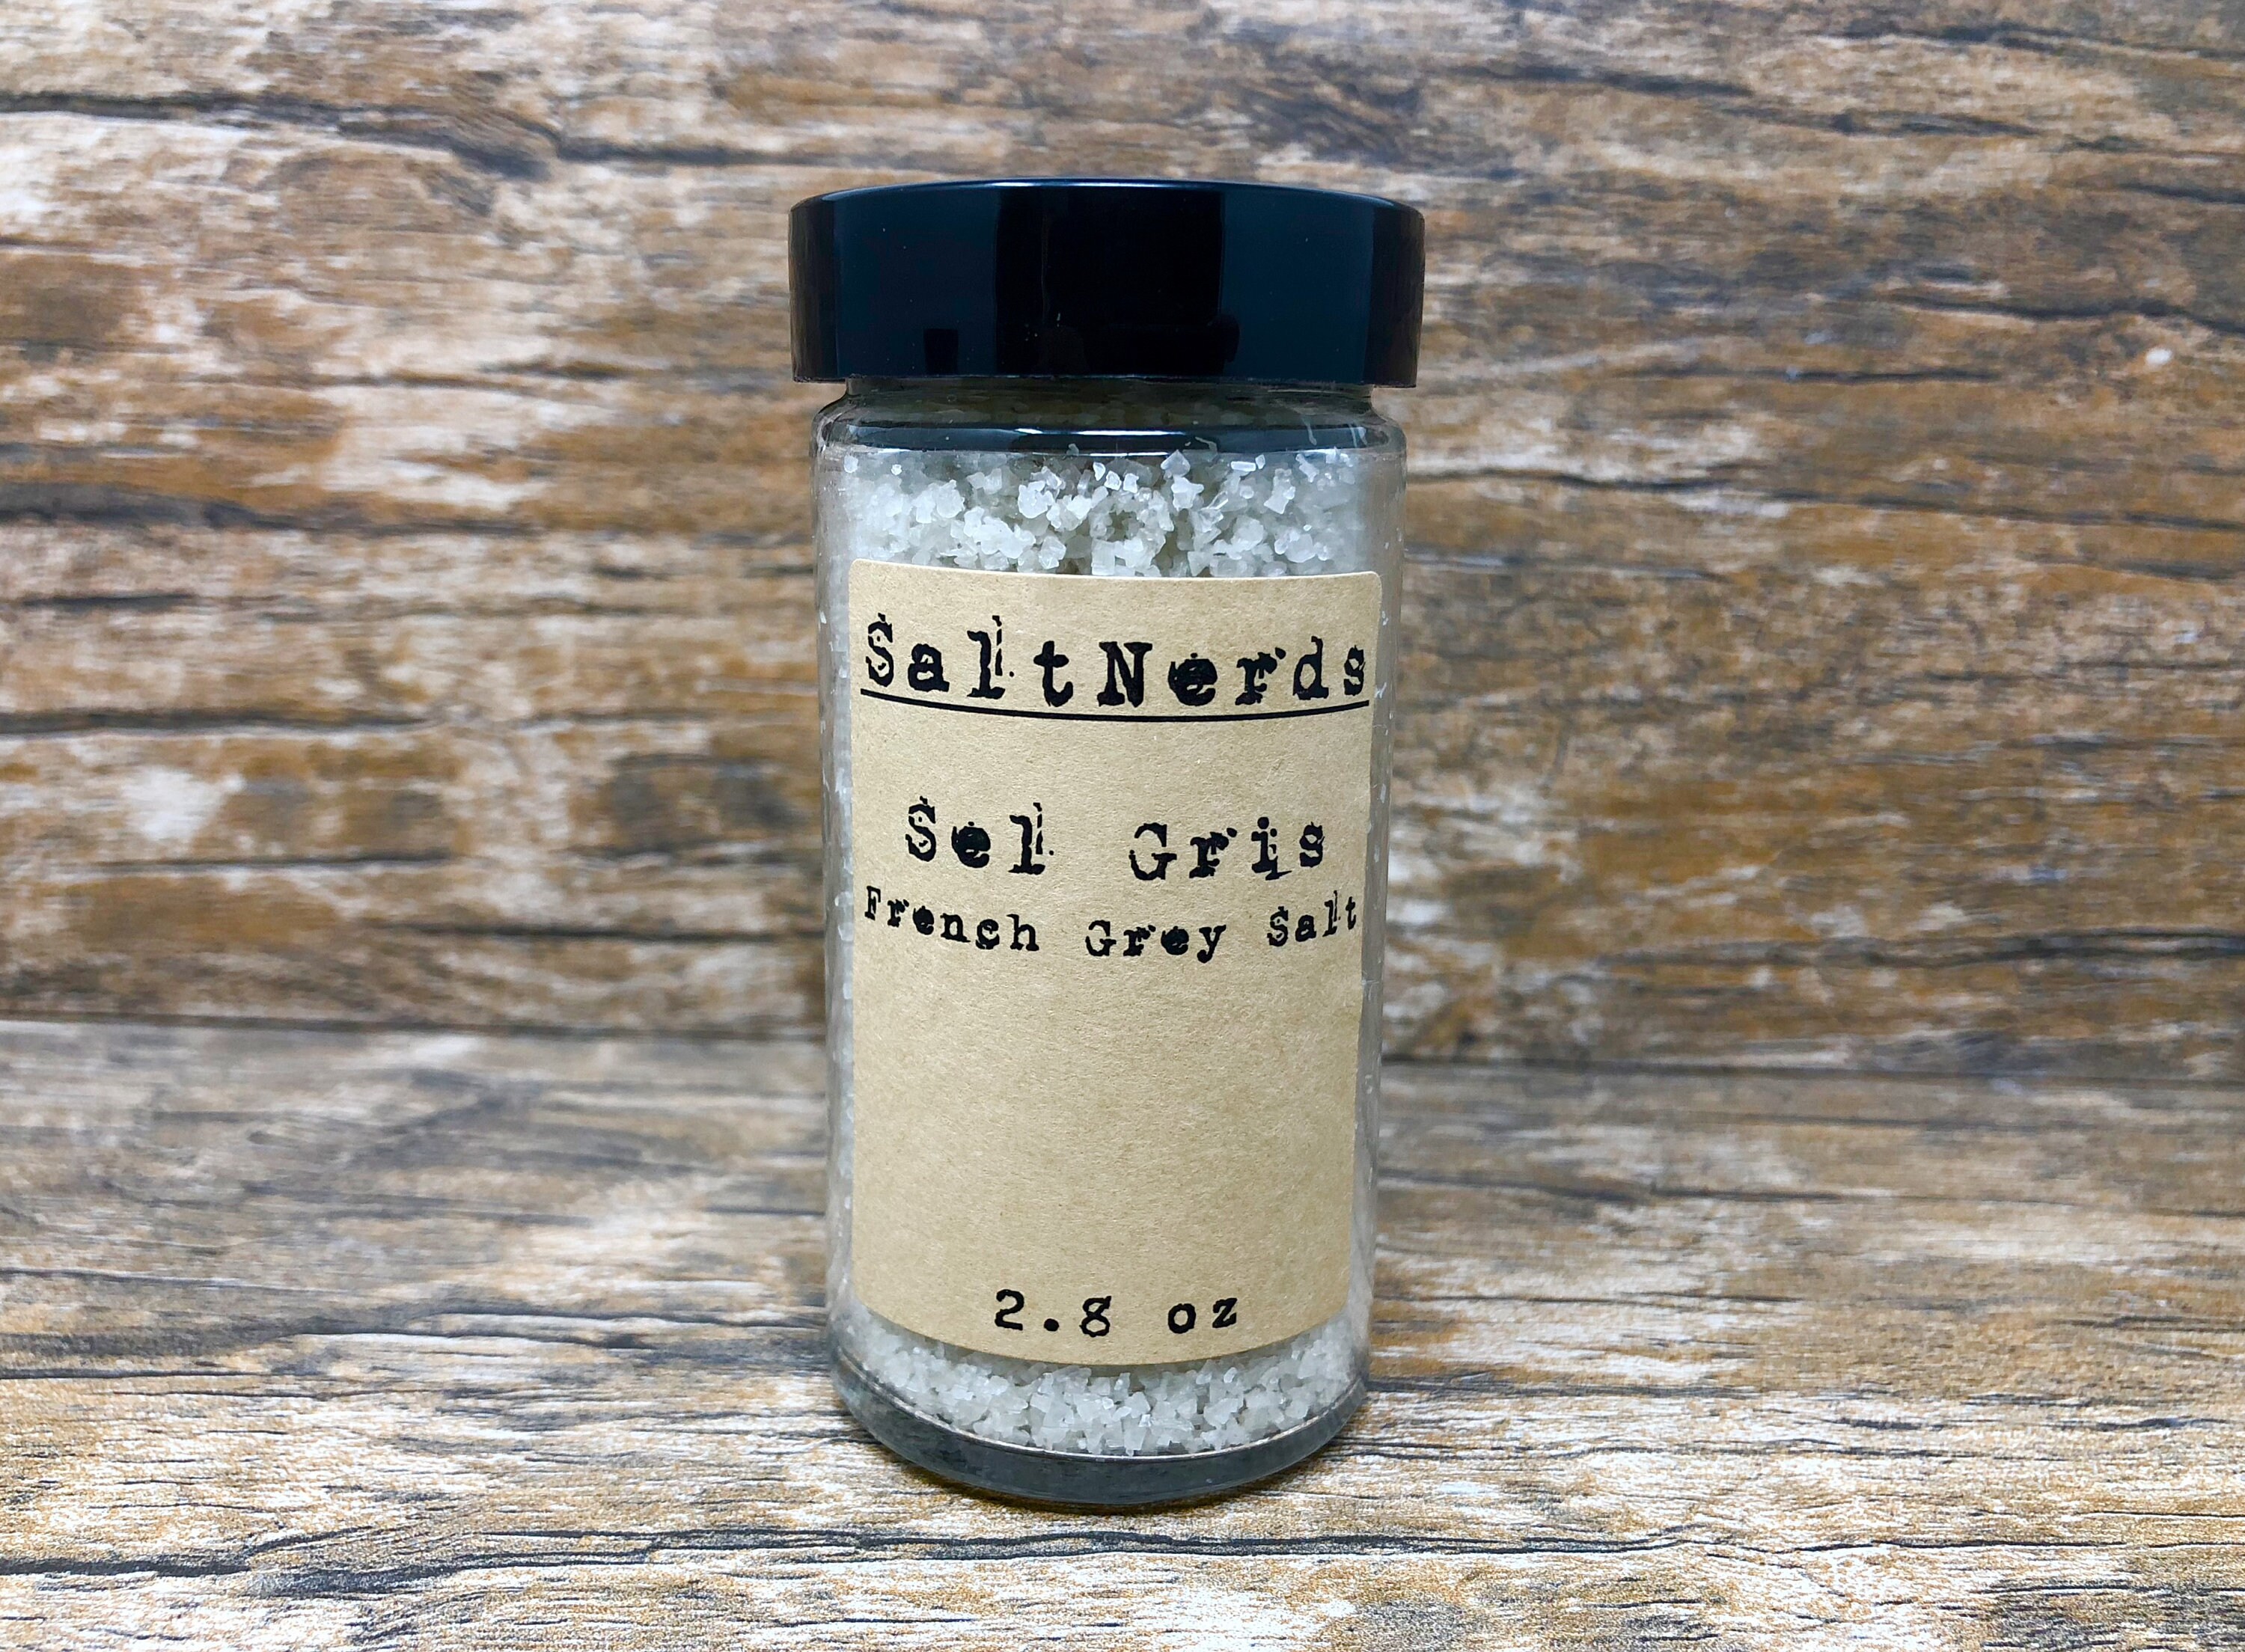 SaltNerds
Sel Gris
French Grey Salt
2.8 oz